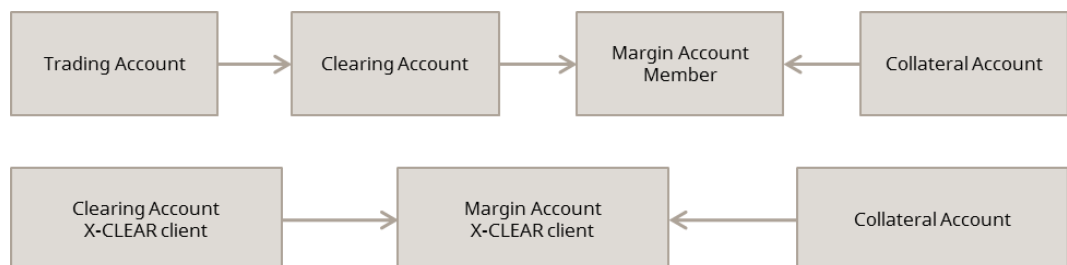 Trading Account
Clearing Account
Margin Account
Member
Collateral Account
Clearing Account
X-CLEAR client
Margin Account
X-CLEAR client
Collateral Account